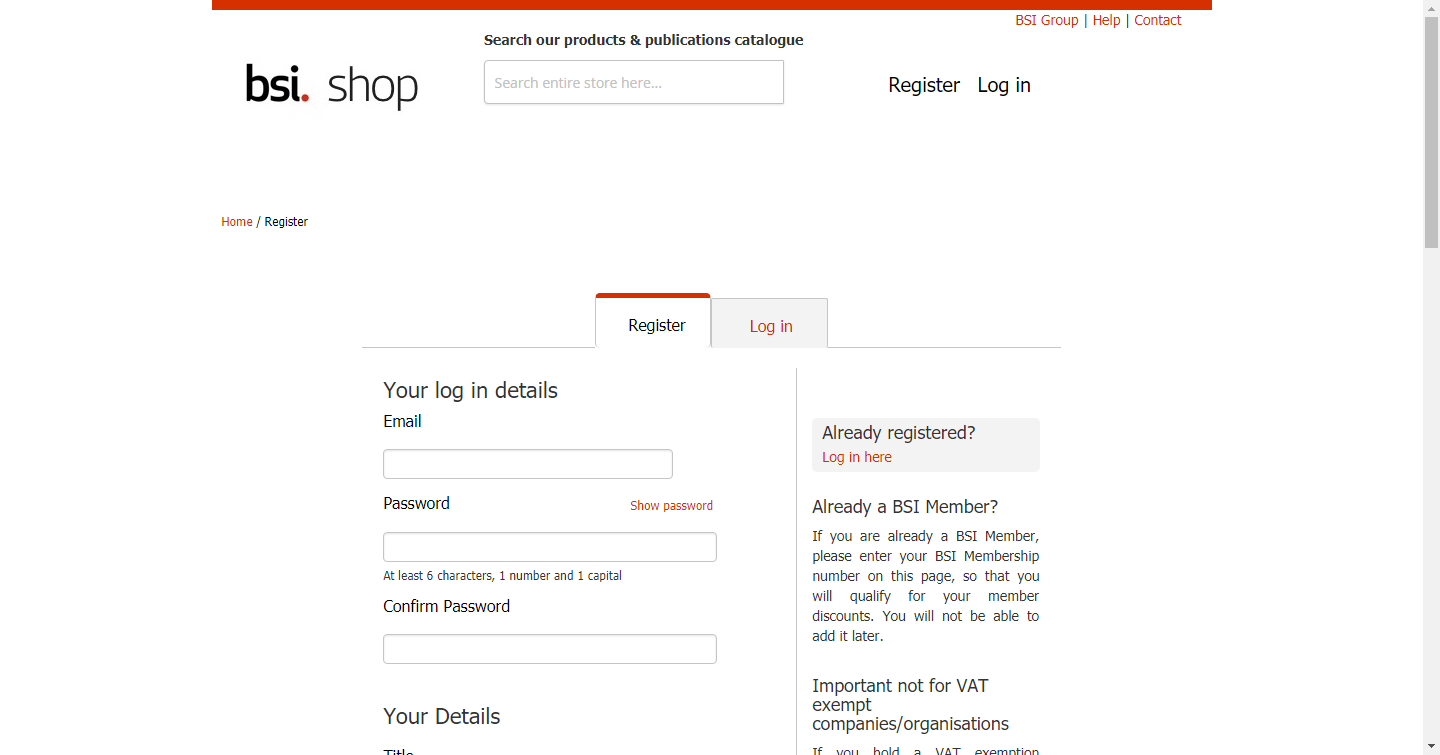 BSI Group | Help | Contact
Search our products & publications catalogue
bsi. shop
Search entire store here...
Register Log in
Home / Register
Register
Log in
Your log in details
Email
Password
Show password
At least 6 characters, 1 number and 1 capital
Confirm Password
Your Details
Title
Already registered?
Log in here
Already a BSI Member?
If you are already a BSI Member,
please enter your BSI Membership
number on this page, so that you
will qualify for your member
discounts. You will not be able to
add it later.
Important not for VAT
exempt
companies/organisations
If you hold a VAT exemption